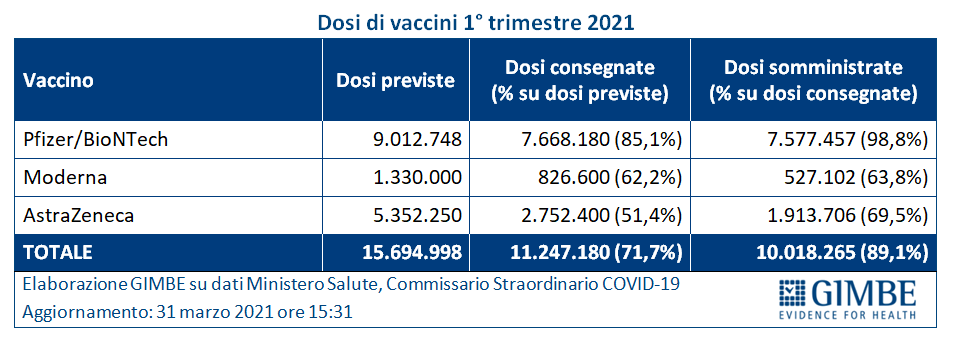 Dosi di vaccini 1° trimestre 2021
Vaccino Dosi previste Dosi consegnate (% su dosi previste) Dosi somministrate (% su dosi consegnate)
Pfizer/BioNTech 9.012.748 7.668.180 (85,1%) 7.577.457 (98,8%)
Moderna 1.330.000 826.600 (62,2%) 527.102 (63,8%)
AstraZeneca 5.352.250 2.752.400 (51,4%) 1.913.706 (69,5%)
TOTALE 15.694.998 11.247.180 (71,7%) 10.018.265 (89,1%)
Elaborazione GIMBE su dati Ministero Salute, Commissario Straordinario COVID-19
Aggiornamento: 31 marzo 2021 ore 15:31
GIMBE
EVIDENCE FOR HEALTH